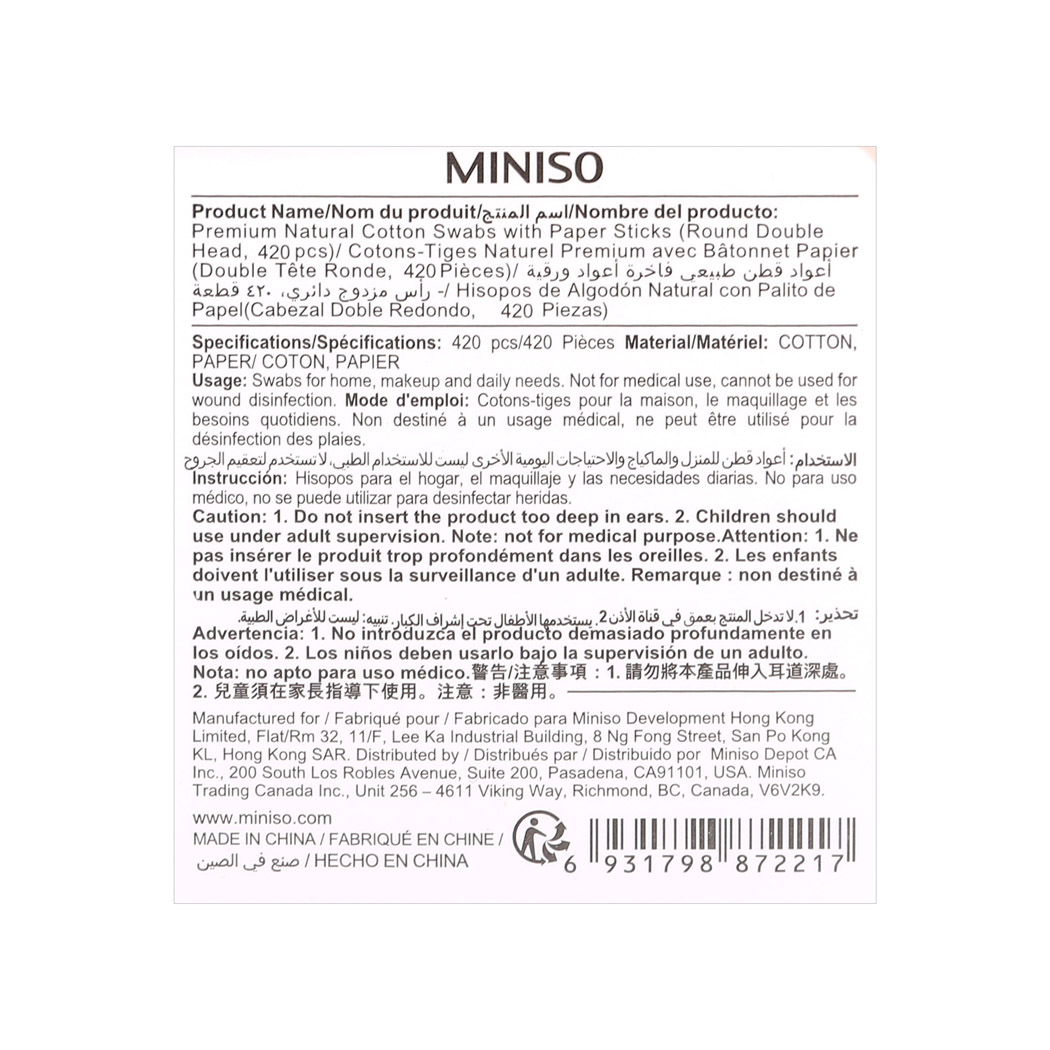 MINISO
Product Name/Nom du produit/اسم المنتج/Nombre del producto:
Premium Natural Cotton Swabs with Paper Sticks (Round Double
Head, 420 pcs)/ Cotons-Tiges Naturel Premium avec Bâtonnet Papier
(Double Tête Ronde, 420 Pièces)/ أعواد قطن طبيعي فاخرة أعواد ورقية
رأس مزدوج دائري، ٤٢٠ قطعة -/ Hisopos de Algodón Natural con Palito de
Papel(Cabezal Doble Redondo, 420 Piezas)
Specifications/Spécifications: 420 pcs/420 Pièces Material/Matériel: COTTON,
PAPER/ COTON, PAPIER
Usage: Swabs for home, makeup and daily needs. Not for medical use, cannot be used for
wound disinfection. Mode d'emploi: Cotons-tiges pour la maison, le maquillage et les
besoins quotidiens. Non destiné à un usage médical, ne peut être utilisé pour la
désinfection des plaies.
الاستخدام: أعواد قطن للمنزل والماكياج والاحتياجات اليومية الأخرى ليست للاستخدام الطبي، لا تستخدم لتعقيم الجروح
Instrucción: Hisopos para el hogar, el maquillaje y las necesidades diarias. No para uso
médico, no se puede utilizar para desinfectar heridas.
Caution: 1. Do not insert the product too deep in ears. 2. Children should
use under adult supervision. Note: not for medical purpose.Attention: 1. Ne
pas insérer le produit trop profondément dans les oreilles. 2. Les enfants
doivent l'utiliser sous la surveillance d'un adulte. Remarque : non destiné à
un usage médical.
تحذير: 1. لا تدخل المنتج بعمق في قناة الأذن 2. يستخدمها الأطفال تحت إشراف الكبار. تنبيه: ليست للأغراض الطبية.
Advertencia: 1. No introduzca el producto demasiado profundamente en
los oídos. 2. Los niños deben usarlo bajo la supervisión de un adulto.
Nota: no apto para uso médico.警告/注意事項：1. 請勿將本產品伸入耳道深處。
2. 兒童須在家長指導下使用。注意：非醫用。
Manufactured for / Fabriqué pour / Fabricado para Miniso Development Hong Kong
Limited, Flat/Rm 32, 11/F, Lee Ka Industrial Building, 8 Ng Fong Street, San Po Kong
KL, Hong Kong SAR. Distributed by / Distribués par / Distribuido por Miniso Depot CA
Inc., 200 South Los Robles Avenue, Suite 200, Pasadena, CA91101, USA. Miniso
Trading Canada Inc., Unit 256 – 4611 Viking Way, Richmond, BC, Canada, V6V2K9.
www.miniso.com
MADE IN CHINA / FABRIQUÉ EN CHINE /
صنع في الصين / HECHO EN CHINA
6 931798 872217